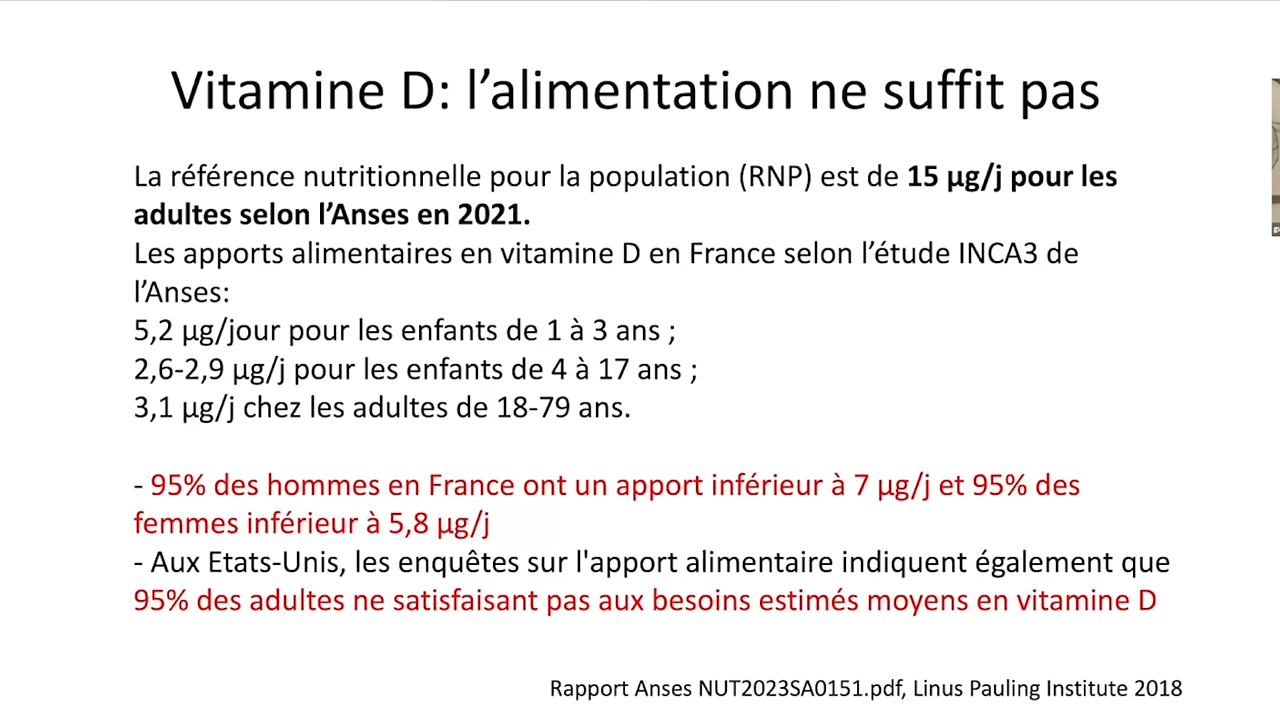 Vitamine D: l’alimentation ne suffit pas
La référence nutritionnelle pour la population (RNP) est de 15 µg/j pour les
adultes selon l’Anses en 2021.
Les apports alimentaires en vitamine D en France selon l’étude INCA3 de
l’Anses:
5,2 µg/jour pour les enfants de 1 à 3 ans ;
2,6-2,9 µg/j pour les enfants de 4 à 17 ans ;
3,1 µg/j chez les adultes de 18-79 ans.
- 95% des hommes en France ont un apport inférieur à 7 µg/j et 95% des
femmes inférieur à 5,8 µg/j
- Aux Etats-Unis, les enquêtes sur l'apport alimentaire indiquent également que
95% des adultes ne satisfaisant pas aux besoins estimés moyens en vitamine D
Rapport Anses NUT2023SA0151.pdf, Linus Pauling Institute 2018